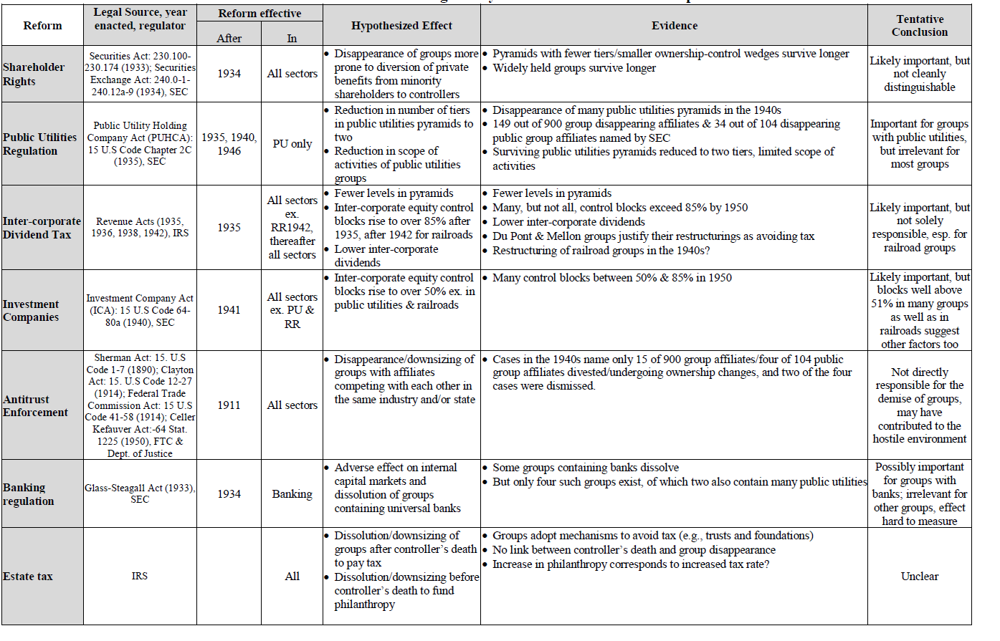 Reform
Legal Source, year
enacted, regulator
Reform effective
After
In
Hypothesized Effect
Evidence
Tentative
Conclusion
Shareholder
Rights
Securities Act: 230.100-
230.174 (1933); Securities
Exchange Act: 240.0-1-
240.12a-9 (1934), SEC
1934
All sectors
• Disappearance of groups more
prone to diversion of private
benefits from minority
shareholders to controllers
• Pyramids with fewer tiers/smaller ownership-control wedges survive longer
• Widely held groups survive longer
Likely important, but
not cleanly
distinguishable
Public Utilities
Regulation
Public Utility Holding
Company Act (PUHCA):
15 U.S Code Chapter 2C
(1935), SEC
1935, 1940,
1946
PU only
• Reduction in number of tiers
in public utilities pyramids to
two
• Reduction in scope of
activities of public utilities
groups
• Disappearance of many public utilities pyramids in the 1940s
• 149 out of 900 group disappearing affiliates & 34 out of 104 disappearing
public group affiliates named by SEC
• Surviving public utilities pyramids reduced to two tiers, limited scope of
activities
Important for groups
with public utilities,
but irrelevant for
most groups
Inter-corporate
Dividend Tax
Revenue Acts (1935,
1936, 1938, 1942), IRS
1935
All sectors
ex.
RR1942,
thereafter
all sectors
• Fewer levels in pyramids
• Inter-corporate equity control
blocks rise to over 85% after
1935, after 1942 for railroads
• Lower inter-corporate
dividends
• Fewer levels in pyramids
• Many, but not all, control blocks exceed 85% by 1950
• Lower inter-corporate dividends
• Du Pont & Mellon groups justify their restructurings as avoiding tax
• Restructuring of railroad groups in the 1940s?
Likely important, but
not solely
responsible, esp. for
railroad groups
Investment
Companies
Investment Company Act
(ICA): 15 U.S Code 64-
80a (1940), SEC
1941
All sectors
ex. PU &
RR
• Inter-corporate equity control
blocks rise to over 50% ex. in
public utilities & railroads
• Many control blocks between 50% & 85% in 1950
Likely important, but
blocks well above
51% in many groups
as well as in
railroads suggest
other factors too
Antitrust
Enforcement
Sherman Act: 15. U.S
Code 1-7 (1890); Clayton
Act: 15. U.S Code 12-27
(1914); Federal Trade
Commission Act: 15 U.S
Code 41-58 (1914); Celler
Kefauver Act:-64 Stat.
1225 (1950), FTC &
Dept. of Justice
1911
All sectors
• Disappearance/downsizing of
groups with affiliates
competing with each other in
the same industry and/or state
• Cases in the 1940s name only 15 of 900 group affiliates/four of 104 public
group affiliates divested/undergoing ownership changes, and two of the four
cases were dismissed.
Not directly
responsible for the
demise of groups,
may have
contributed to the
hostile environment
Banking
regulation
Glass-Steagall Act (1933),
SEC
1934
Banking
• Adverse effect on internal
capital markets and
dissolution of groups
containing universal banks
• Some groups containing banks dissolve
• But only four such groups exist, of which two also contain many public utilities
Possibly important
for groups with
banks; irrelevant for
other groups, effect
hard to measure
Estate tax
IRS
All
• Dissolution/downsizing of
groups after controller's death
to pay tax
• Dissolution/downsizing before
controller's death to fund
philanthropy
• Groups adopt mechanisms to avoid tax (e.g., trusts and foundations)
• No link between controller's death and group disappearance
• Increase in philanthropy corresponds to increased tax rate?
Unclear